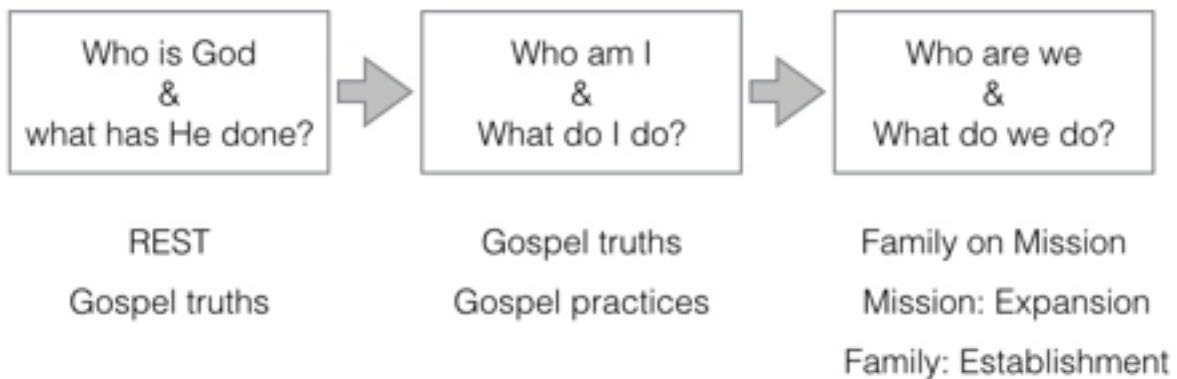 Who is God
&
what has He done?
Who am I
&
What do I do?
Who are we
&
What do we do?
REST
Gospel truths
Gospel truths
Gospel practices
Family on Mission
Mission: Expansion
Family: Establishment